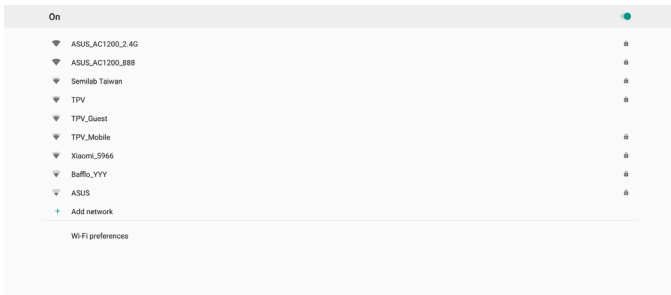 On
ASUS_AC1200_2.4G
ASUS_AC1200_888
Semilab Taiwan
TPV
TPV_Guest
TPV_Mobile
Xiaomi_5966
Bafflo_YYY
ASUS
+ Add network
Wi-Fi preferences